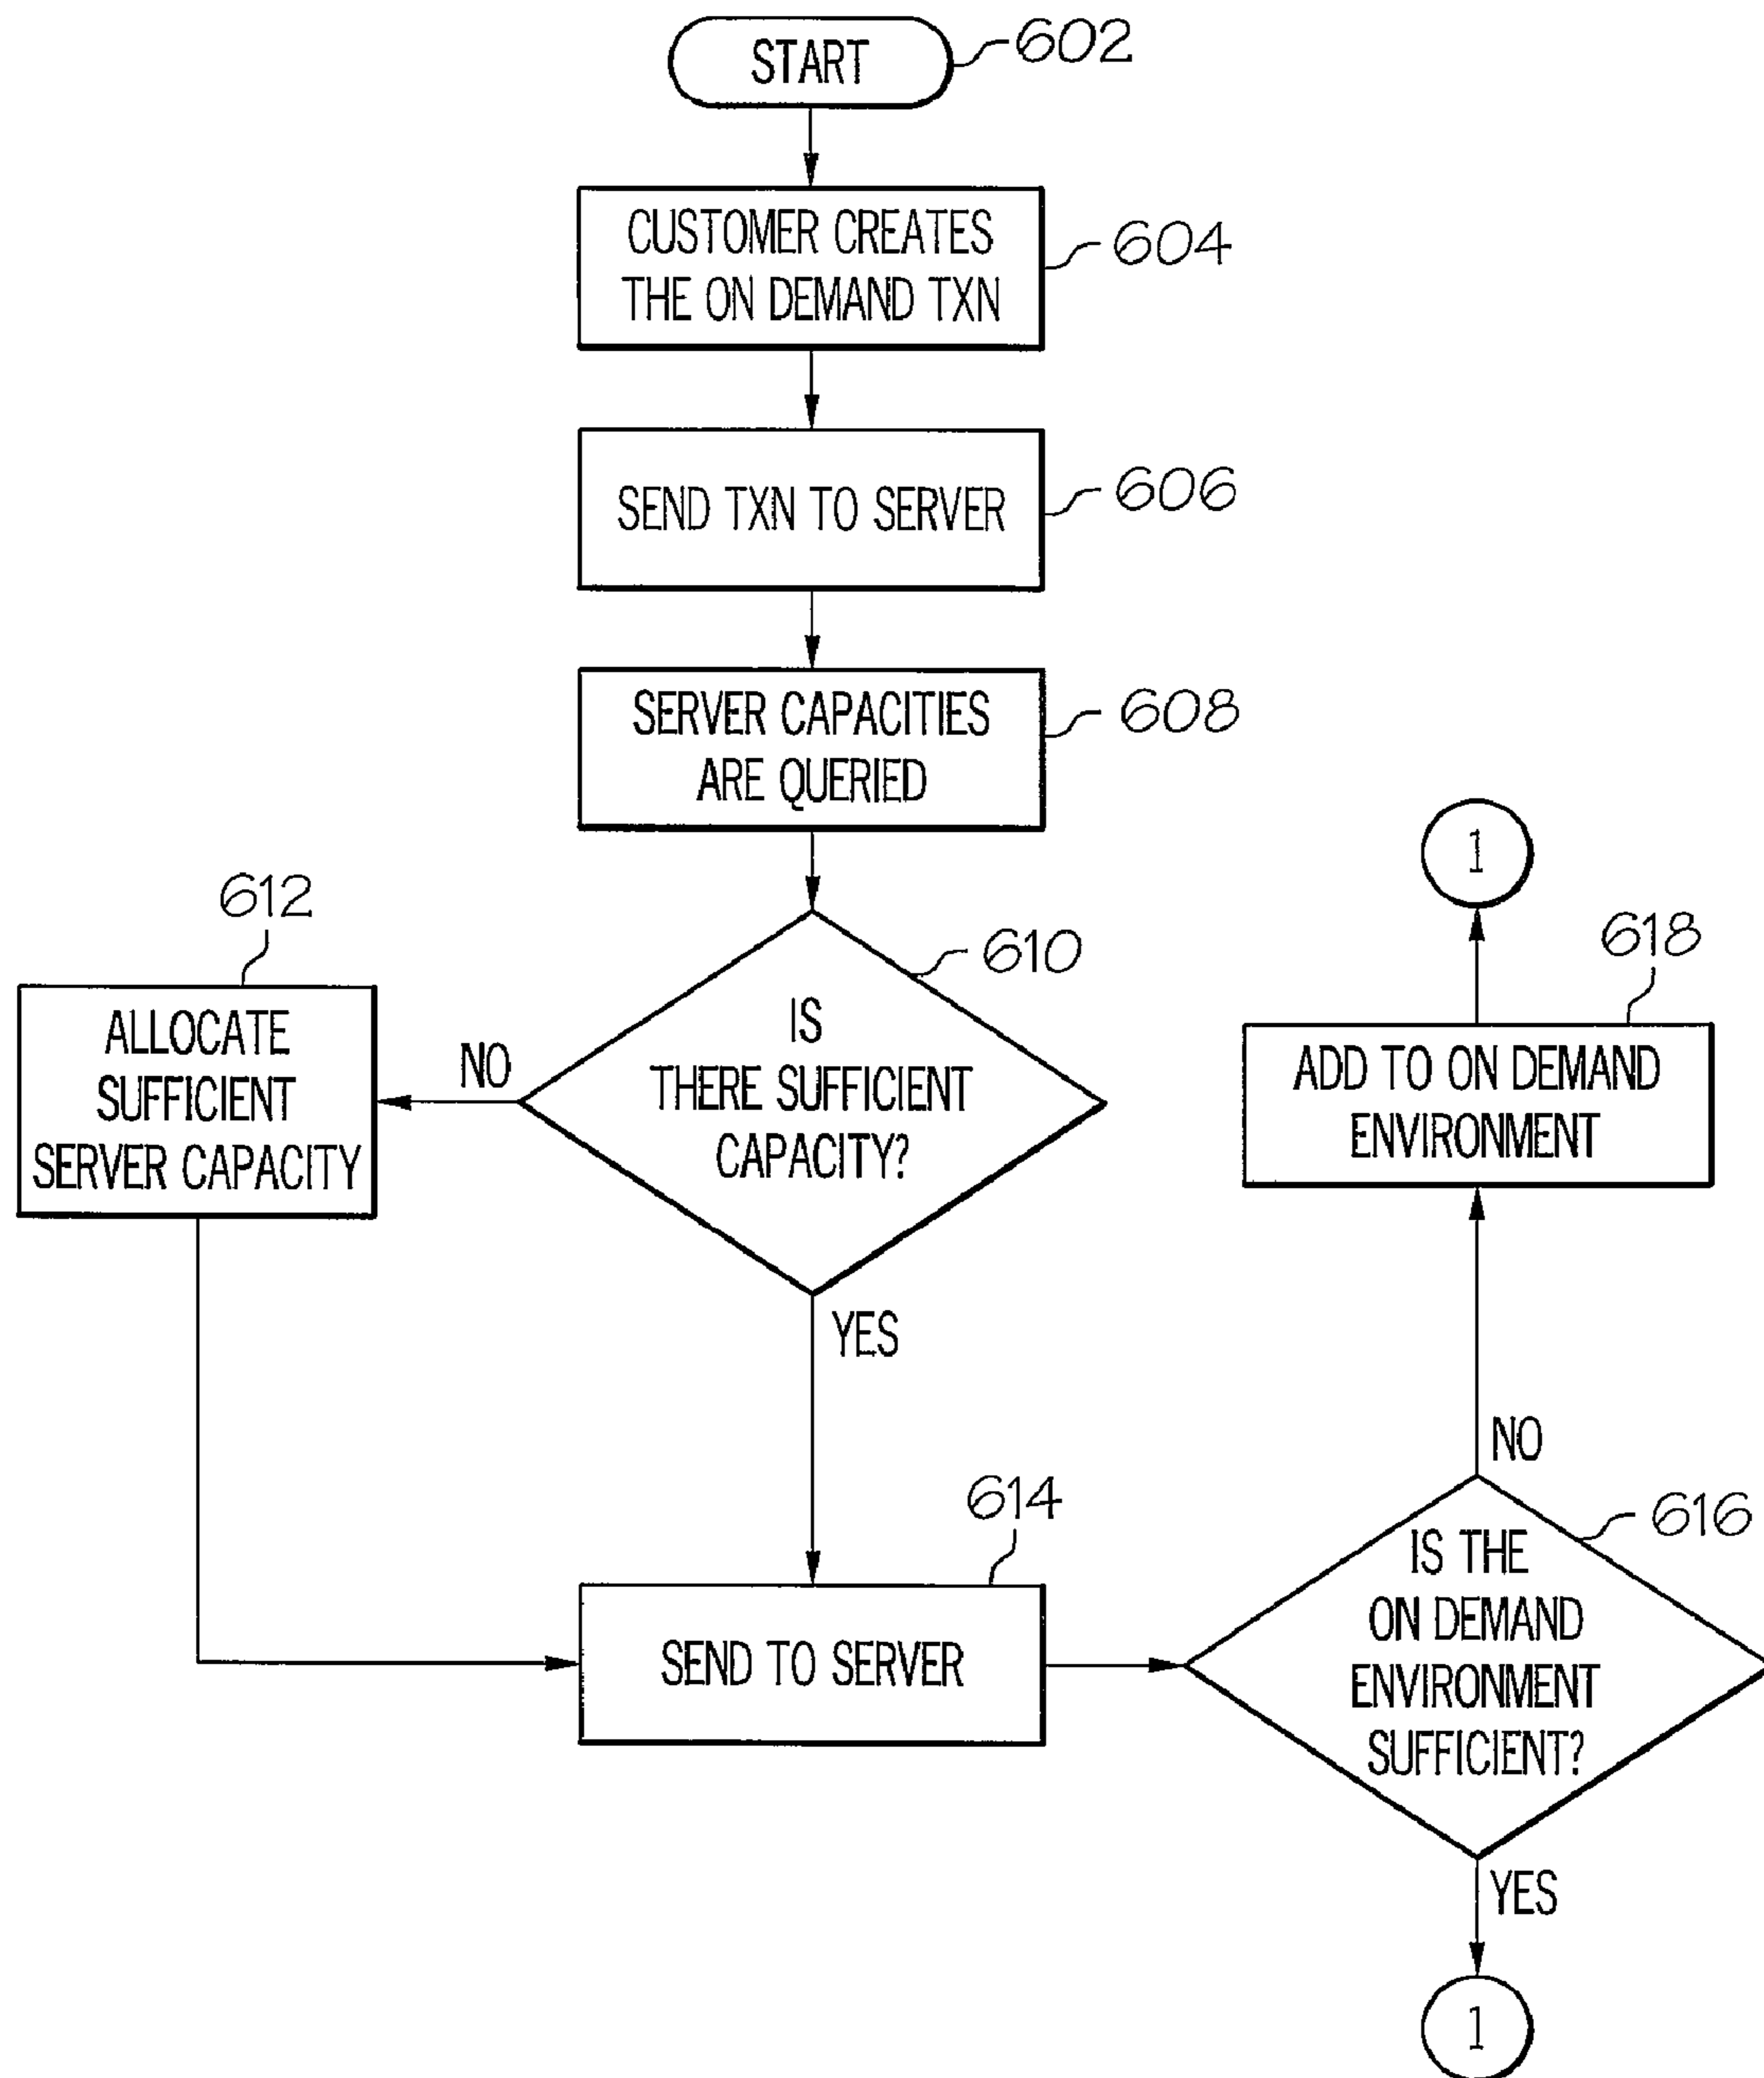 START
602
CUSTOMER CREATES
THE ON DEMAND TXN
604
SEND TXN TO SERVER
606
SERVER CAPACITIES
ARE QUERIED
608
610
IS
THERE SUFFICIENT
CAPACITY?
NO
612
ALLOCATE
SUFFICIENT
SERVER CAPACITY
YES
614
SEND TO SERVER
616
IS THE
ON DEMAND
ENVIRONMENT
SUFFICIENT?
NO
618
ADD TO ON DEMAND
ENVIRONMENT
1
YES
1